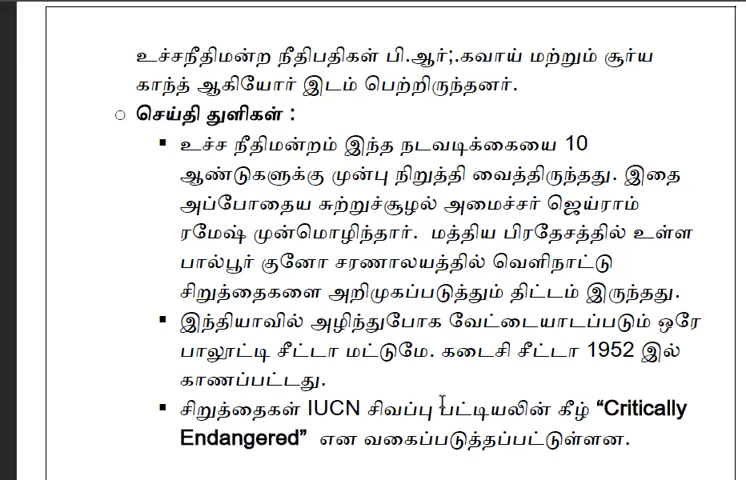 உச்சநீதிமன்ற நீதிபதிகள் பி.ஆர்;.கவாய் மற்றும் சூர்ய
காந்த் ஆகியோர் இடம் பெற்றிருந்தனர்.
○ செய்தி துளிகள் :
▪ உச்ச நீதிமன்றம் இந்த நடவடிக்கையை 10
ஆண்டுகளுக்கு முன்பு நிறுத்தி வைத்திருந்தது. இதை
அப்போதைய சுற்றுச்சூழல் அமைச்சர் ஜெய்ராம்
ரமேஷ் முன்மொழிந்தார். மத்திய பிரதேசத்தில் உள்ள
பால்பூர் குனோ சரணாலயத்தில் வெளிநாட்டு
சிறுத்தைகளை அறிமுகப்படுத்தும் திட்டம் இருந்தது.
▪ இந்தியாவில் அழிந்துபோக வேட்டையாடப்படும் ஒரே
பாலூட்டி சீட்டா மட்டுமே. கடைசி சீட்டா 1952 இல்
காணப்பட்டது.
▪ சிறுத்தைகள் IUCN சிவப்பு பட்டியலின் கீழ் “Critically
Endangered” என வகைப்படுத்தப்பட்டுள்ளன.